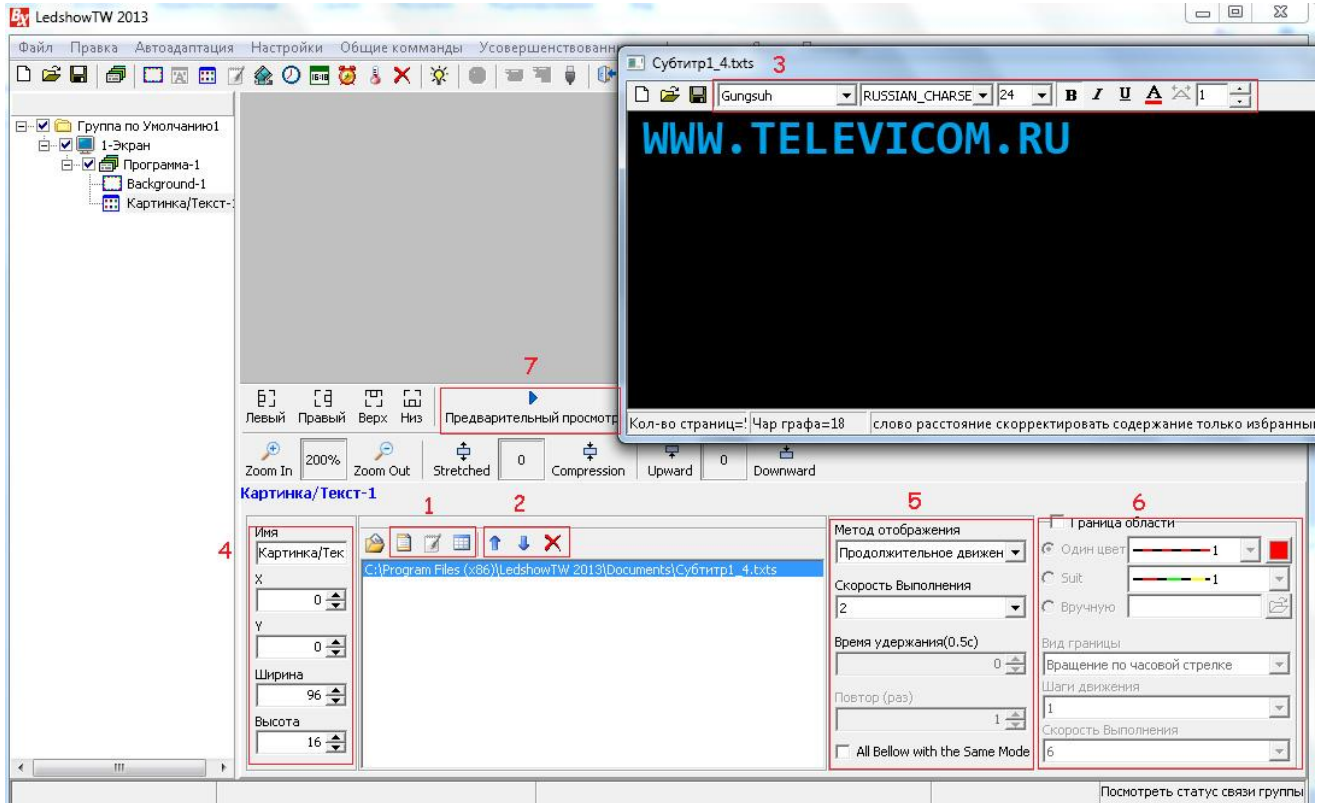 LedshowTW 2013
Файл Правка Автоадаптация Настройки Общие комманды
Субтитр1_4.txts 3
Gungsuh RUSSIAN_CHARSE 24 B I U A 1
WWW.TELEVICOM.RU
Кол-во страниц= Чар графа=18 слово расстояние скорректировать содержание только
Группа по Умолчанию1
1-Экран
Программа-1
Background-1
Картинка/Текст-
7
Левый Правый Верх Низ Предварительный просмотр
Zoom In 200% Zoom Out Stretched 0 Compression Upward 0 Downward
Картинка/Текст-1
1 2 5 6
4
Имя
Картинка/Тек
X
0
Y
0
Ширина
96
Высота
16
C:\Program Files (x86)\LedshowTW 2013\Documents\Субтитр1_4.txts
Метод отображения
Продолжительное движен
Скорость Выполнения
2
Время удержания(0.5с)
0
Повтор (раз)
1
All Bellow with the Same Mode
Граница области
Один цвет 1
Suit 1
Вручную
Вид границы
Вращение по часовой стрелке
Шаги движения
1
Скорость Выполнения
6
Посмотреть статус связи группы